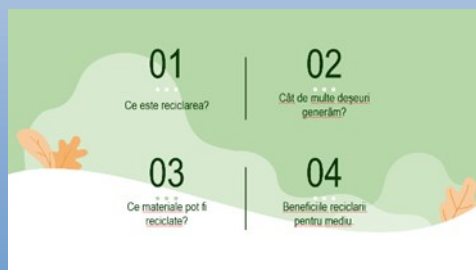 01
Ce este reciclarea?
02
Cât de multe deșeuri
generăm?
03
Ce materiale pot fi
reciclate?
04
Beneficiile reciclarii
pentru mediu.